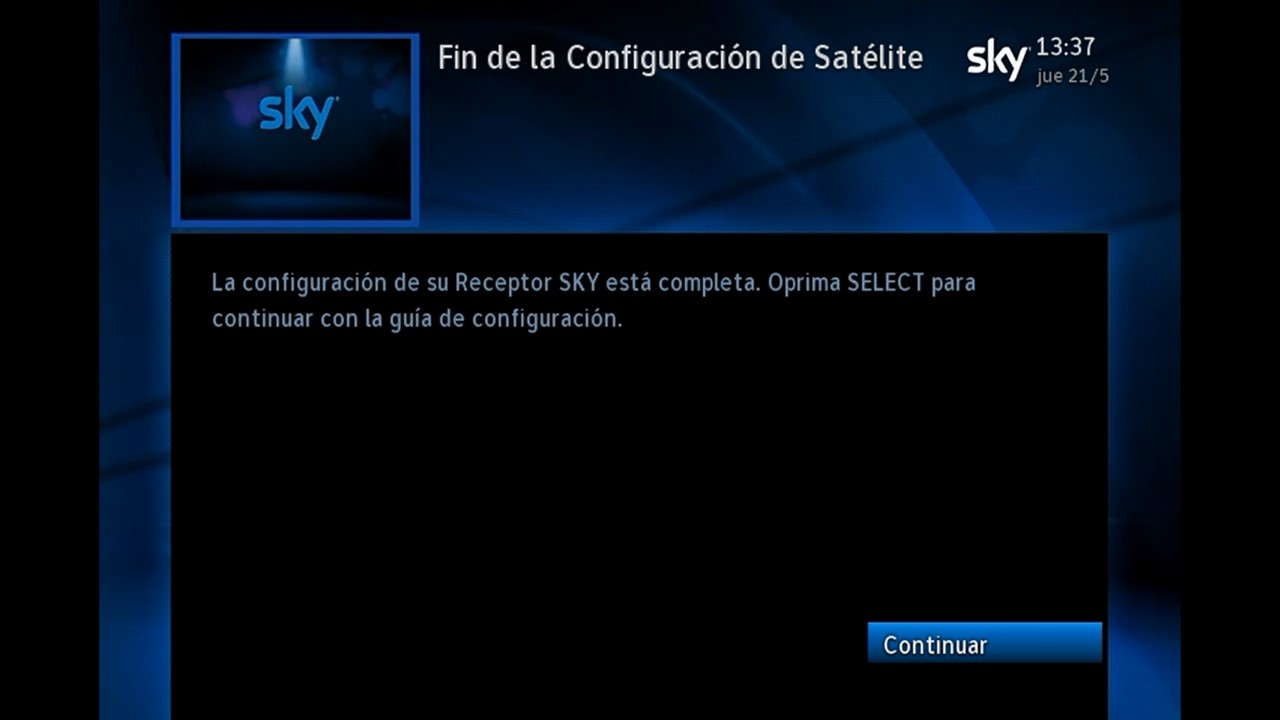 sky
Fin de la Configuración de Satélite
sky 13:37
jue 21/5
La configuración de su Receptor SKY está completa. Oprima SELECT para
continuar con la guía de configuración.
Continuar